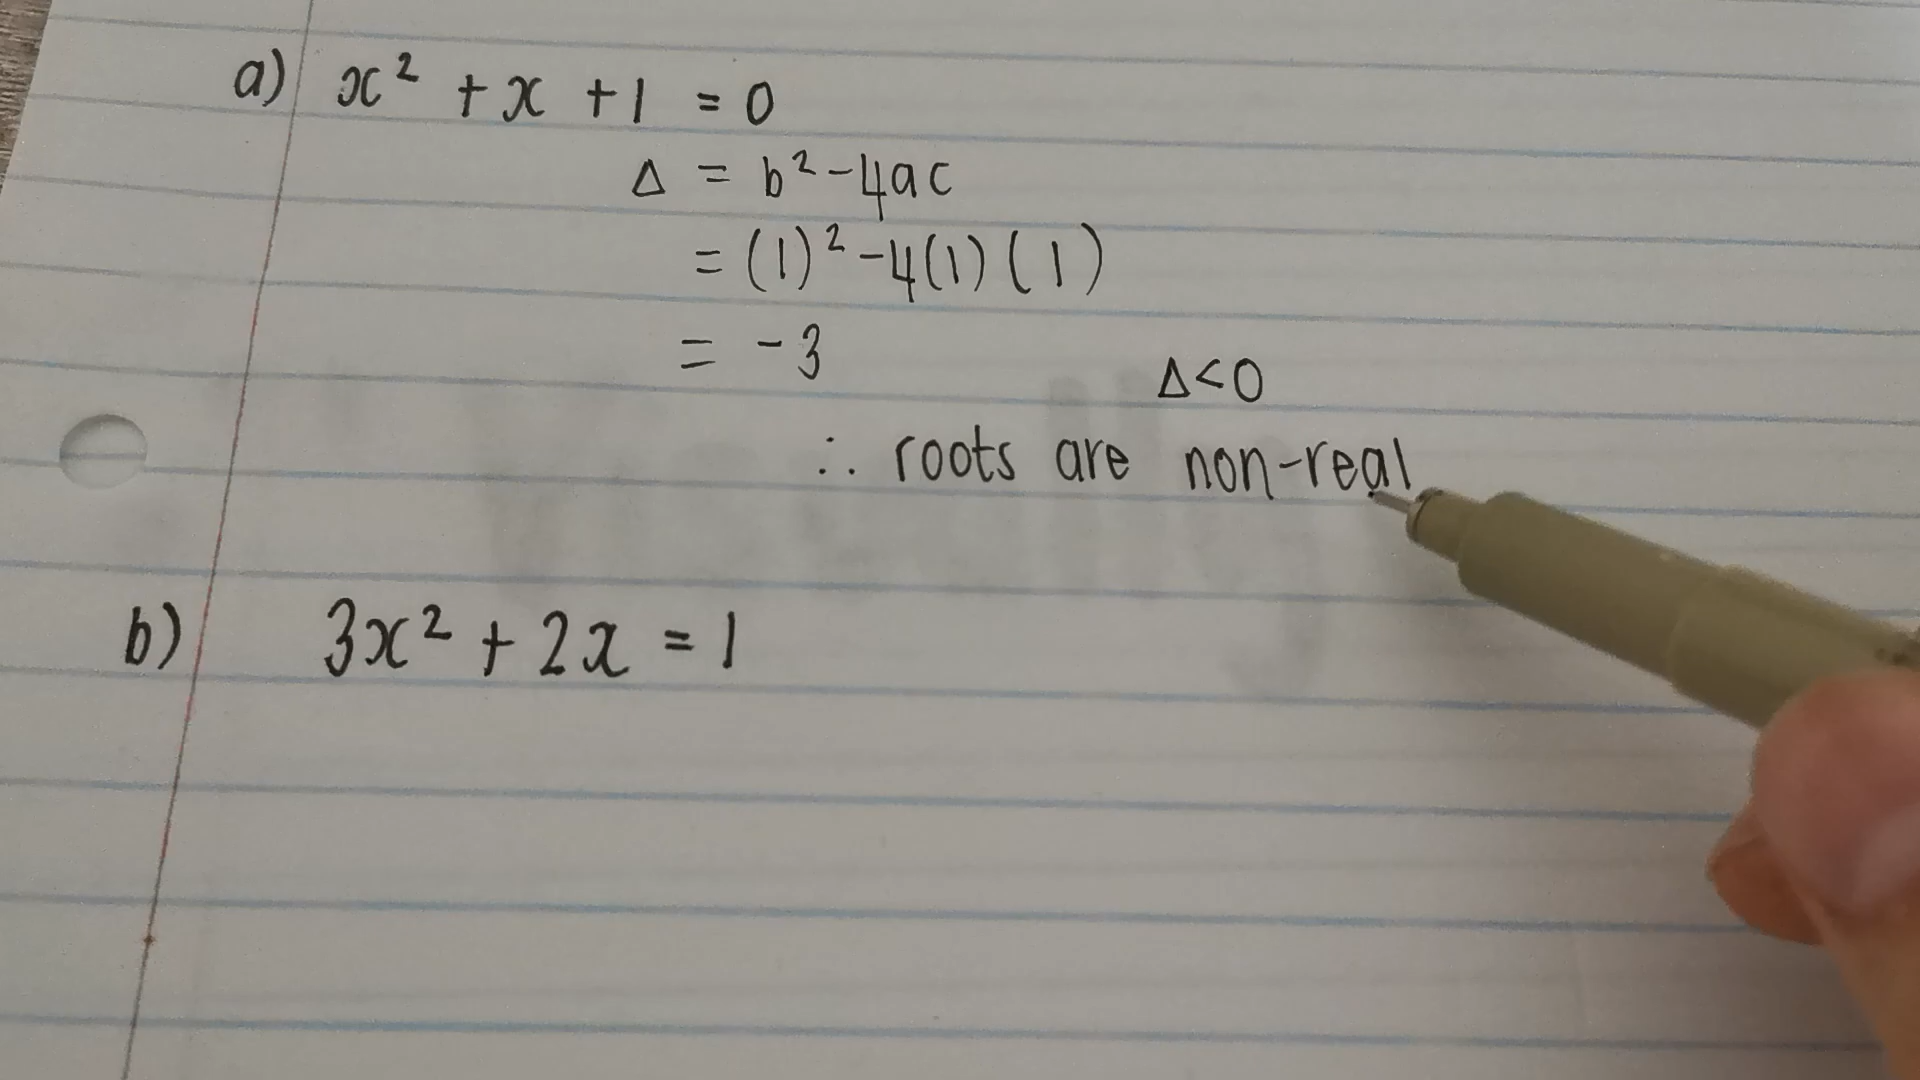 a) x² + x + 1 = 0
Δ = b² - 4ac
= (1)² - 4(1)(1)
= -3
Δ < 0
∴ roots are non-real
b) 3x² + 2x = 1